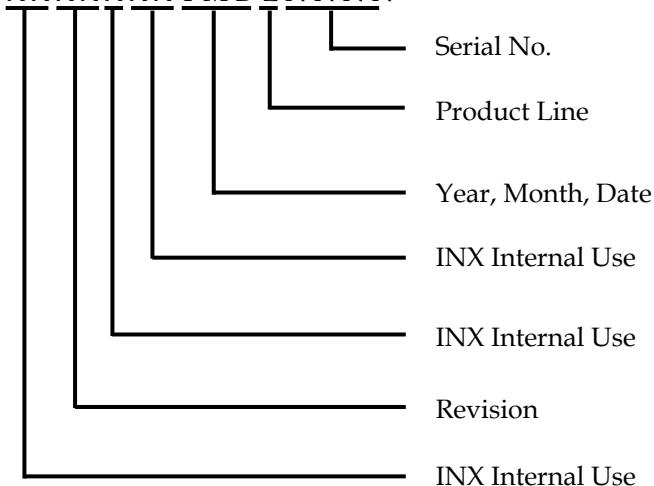 Serial No.
Product Line
Year, Month, Date
INX Internal Use
INX Internal Use
Revision
INX Internal Use